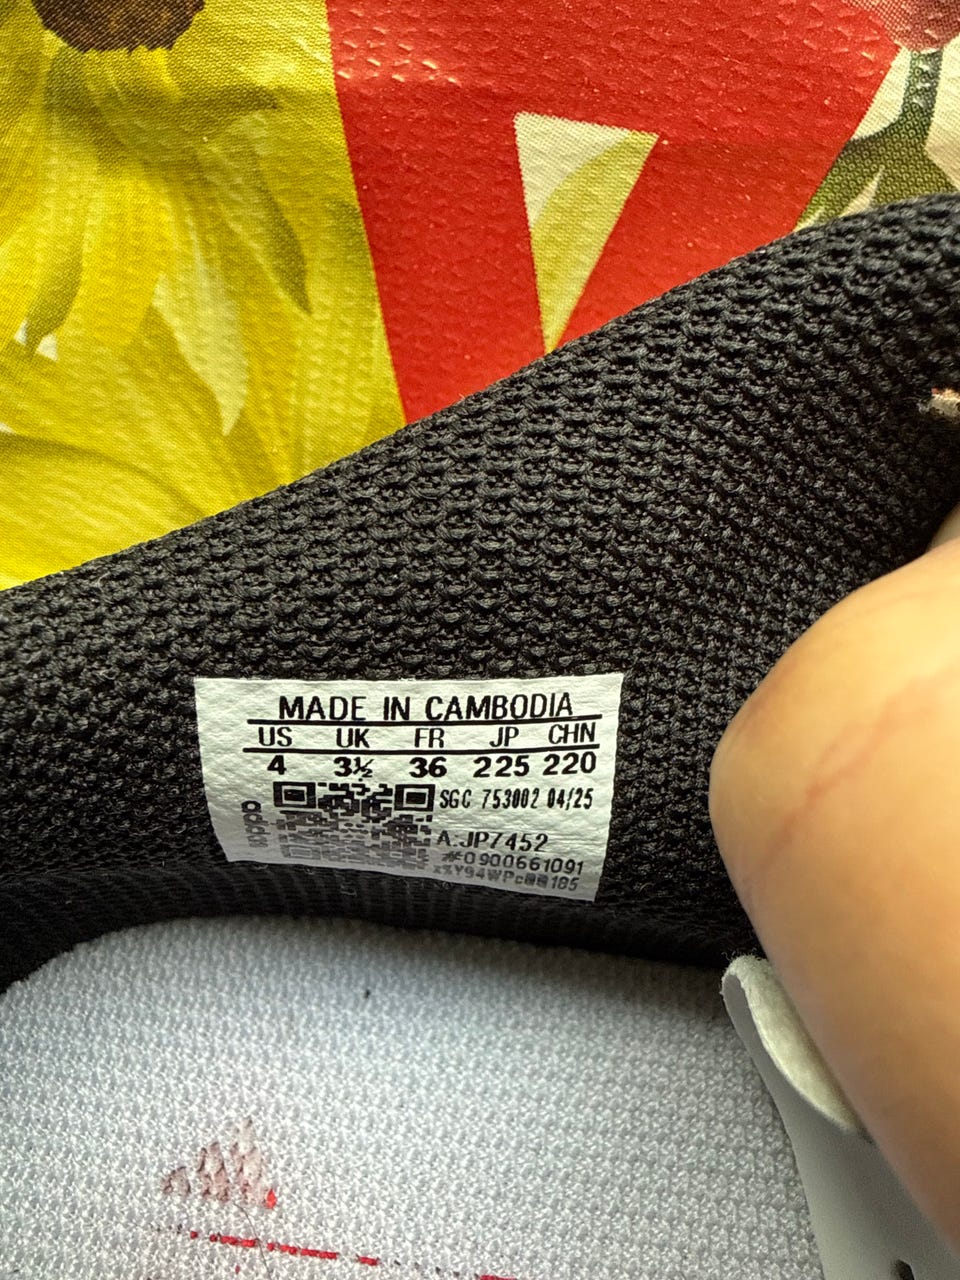 MADE IN CAMBODIA
US UK FR JP CHN
4 3½ 36 225 220
SGC 753002 04/25
adidas
A.JP7452
#0900661091